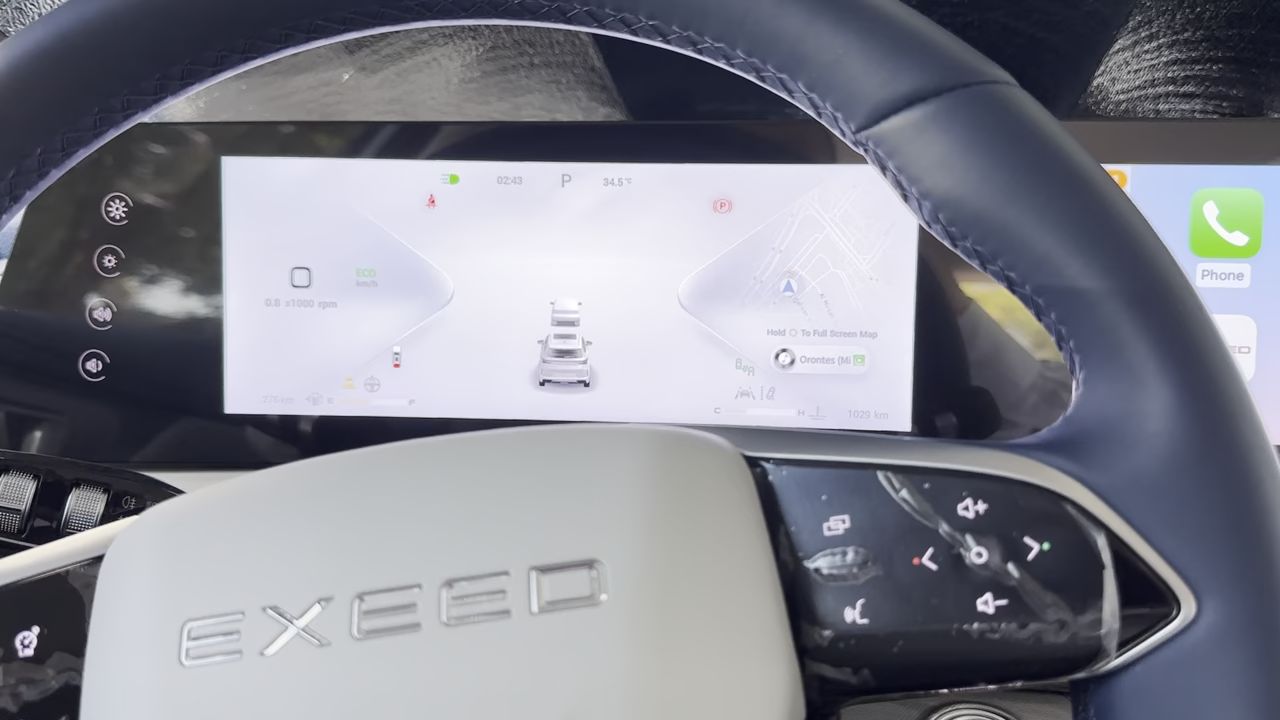 02:43 P 34.5°C
ECO
km/h
0.8 x1000 rpm
Hold O To Full Screen Map
Orontes (Mi
C H 1029 km
Phone
EXEED